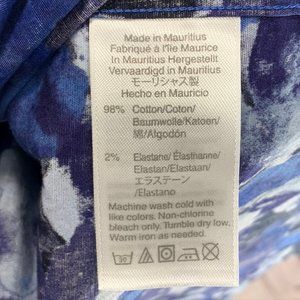 Made in Mauritius
Fabriqué à l'île Maurice
In Mauritius Hergestellt
Vervaardigd in Mauritius
モーリシャス製
Hecho en Mauricio
98% Cotton/Coton/
Baumwolle/Katoen/
綿/Algodón
2% Elastane/Élasthanne/
Elastan/Elastaan/
エラステーン
/Elastano
Machine wash cold with
like colors. Non-chlorine
bleach only. Tumble dry low.
Warm iron as needed.
30